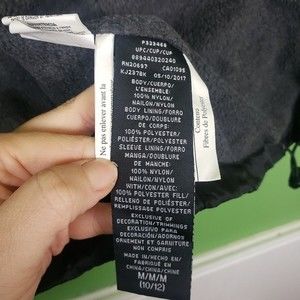 P323466
UPC/CUP/CUP
889440320240
RN20697 CA01095
KJ2378K 05/10/2017
BODY/CUERPO/
L'ENSEMBLE:
100% NYLON/
NAILON/NYLON
BODY LINING/FORRO
CUERPO/DOUBLURE
DE CORPS:
100% POLYESTER/
POLIÉSTER/POLYESTER
SLEEVE LINING/FORRO
MANGA/DOUBLURE
DE MANCHE:
100% NYLON/
NAILON/NYLON
WITH/CON/AVEC:
100% POLYESTER FILL/
RELLENO POLIÉSTER/
REMPLISSAGE POLYESTER
EXCLUSIVE OF
DECORATION/TRIMMINGS
EXCLUSIVO DE
DECORACIÓN/ADORNOS
ORNEMENT ET GARNITURE
NON COMPRIS
MADE IN/HECHO EN/
FABRIQUÉ EN
CHINA/CHINA/CHINE
M/M/M
(10/12)
Ne pas enlever avant la
Contenu
Fibres de Polyester